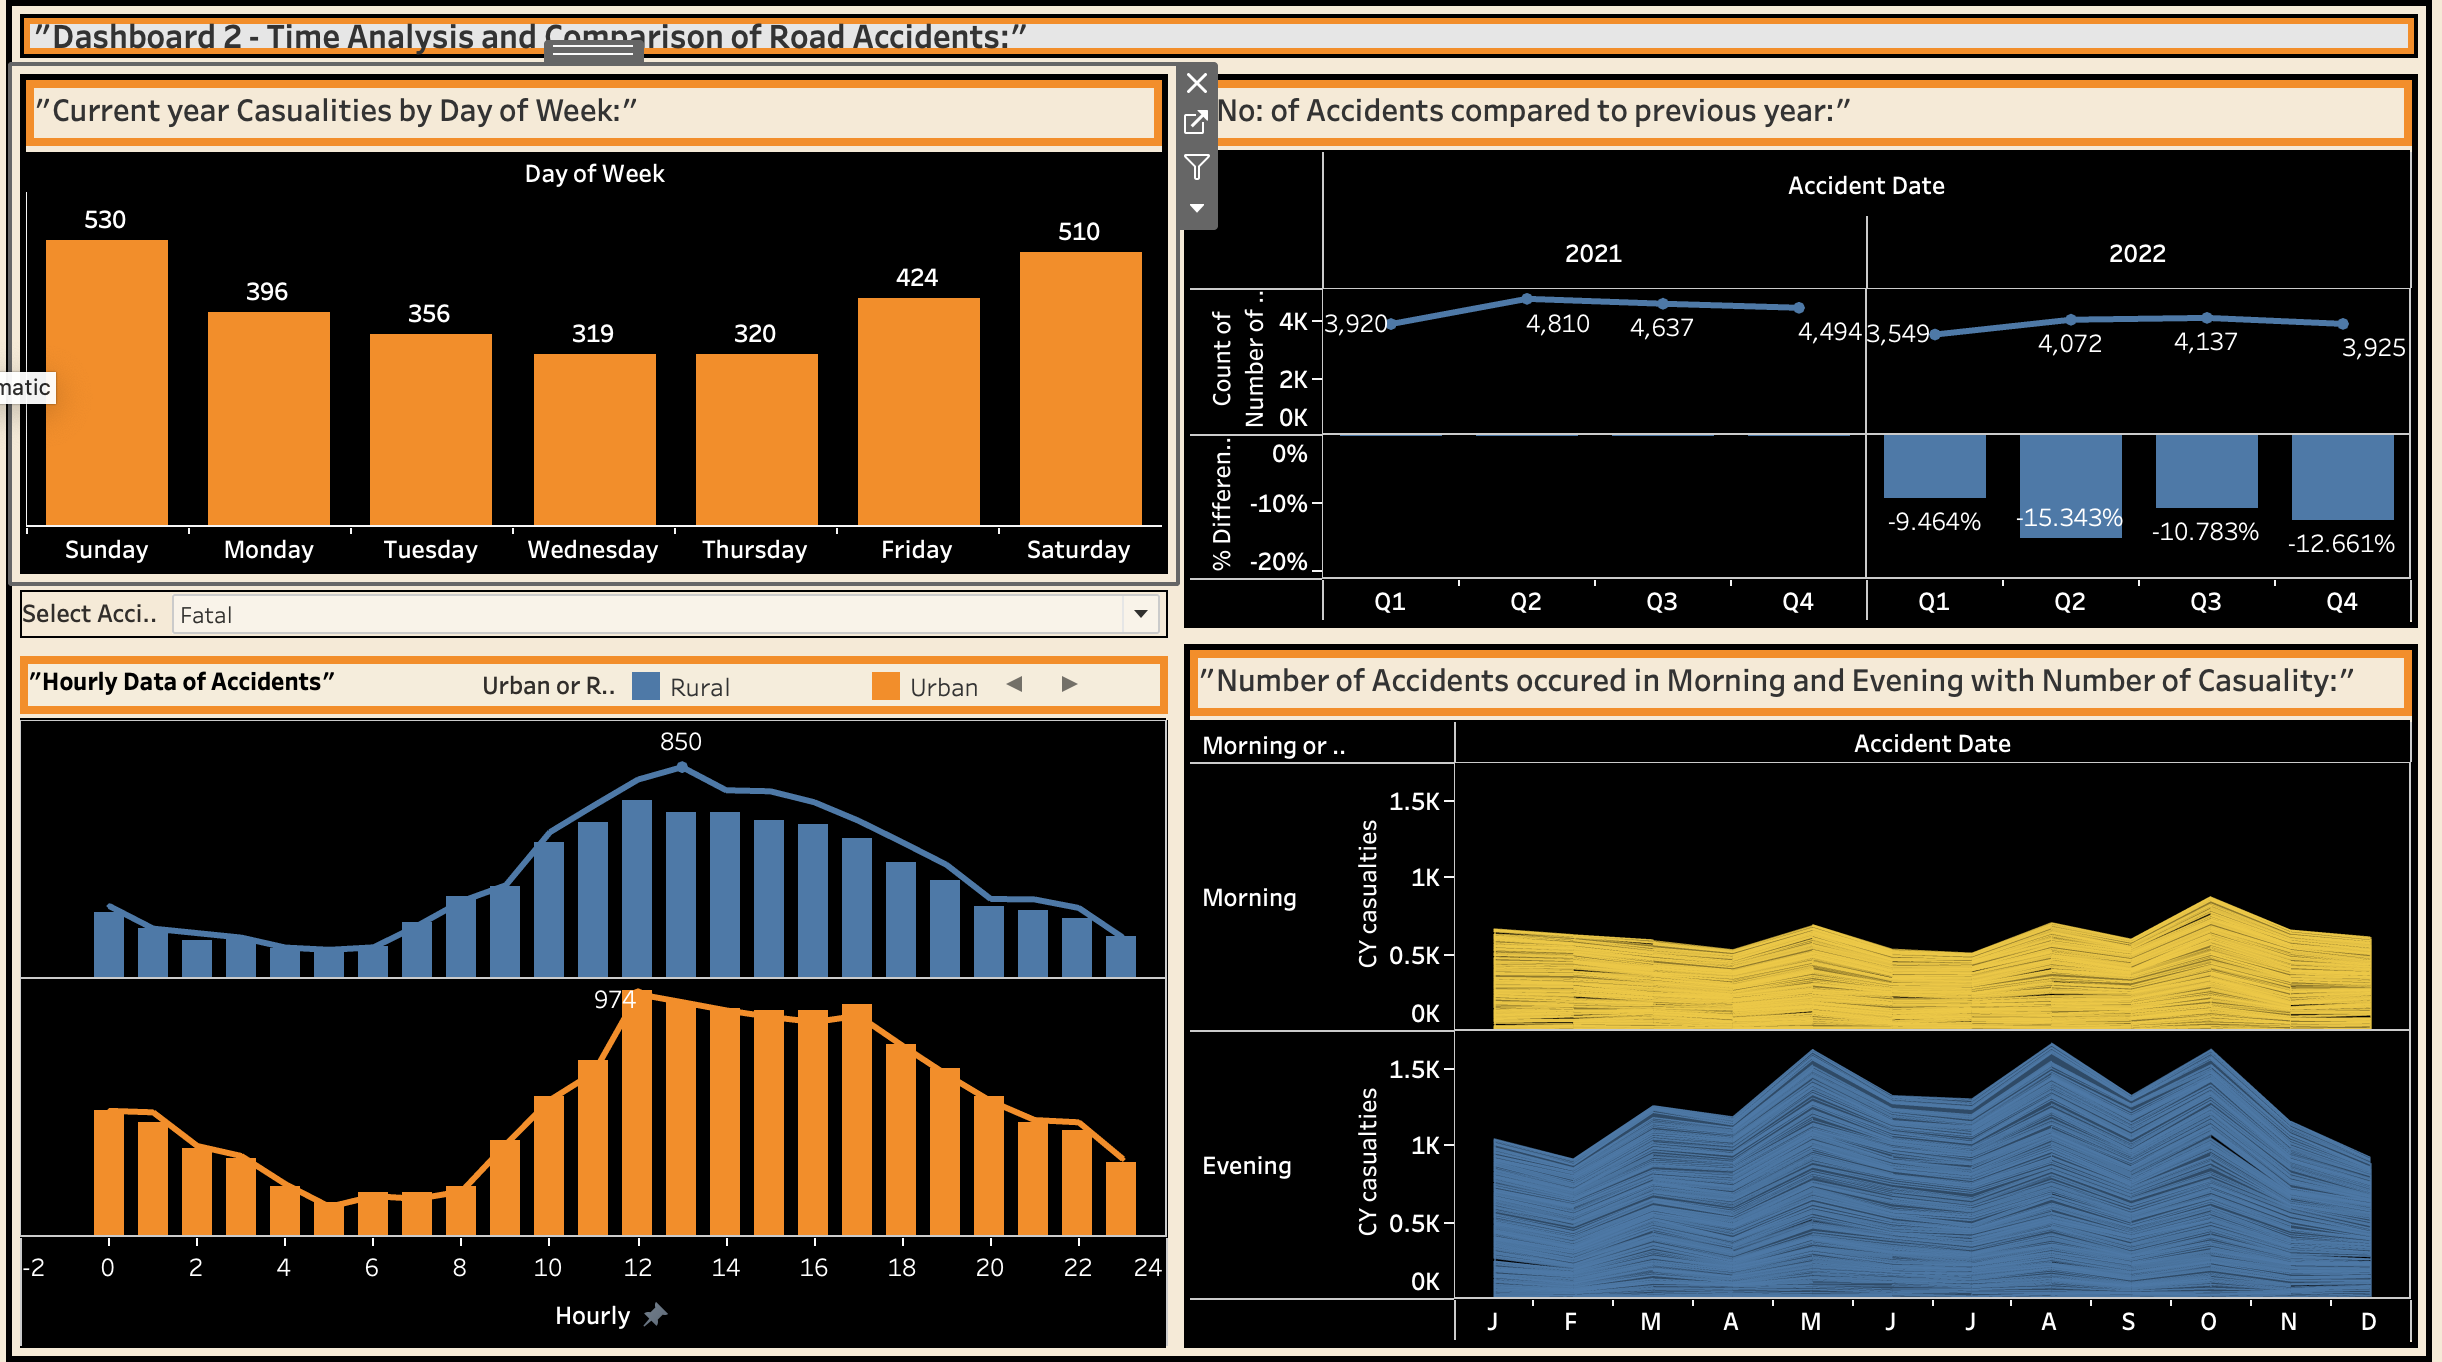 ”Dashboard 2 - Time Analysis and Comparison of Road Accidents:”
”Current year Casualities by Day of Week:”
Day of Week
530
396
356
319
320
424
510
matic
Sunday Monday Tuesday Wednesday Thursday Friday Saturday
Select Acci.. Fatal
No: of Accidents compared to previous year:”
Accident Date
2021 2022
Count of
Number of ..
4K
2K
0K
3,920 4,810 4,637 4,494 3,549 4,072 4,137 3,925
% Differen..
0%
-10%
-20%
-9.464% -15.343% -10.783% -12.661%
Q1 Q2 Q3 Q4 Q1 Q2 Q3 Q4
”Hourly Data of Accidents” Urban or R.. Rural Urban
850
974
-2 0 2 4 6 8 10 12 14 16 18 20 22 24
Hourly
”Number of Accidents occured in Morning and Evening with Number of Casuality:”
Morning or .. Accident Date
Morning
CY casualties
1.5K
1K
0.5K
0K
Evening
CY casualties
1.5K
1K
0.5K
0K
J F M A M J J A S O N D